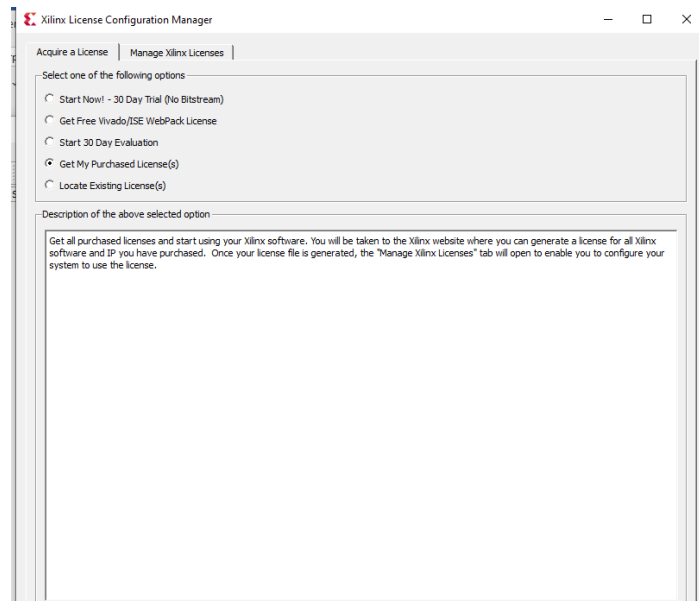 Xilinx License Configuration Manager
Acquire a License
Manage Xilinx Licenses
Select one of the following options
Start Now! - 30 Day Trial (No Bitstream)
Get Free Vivado/ISE WebPack License
Start 30 Day Evaluation
Get My Purchased License(s)
Locate Existing License(s)
Description of the above selected option
Get all purchased licenses and start using your Xilinx software. You will be taken to the Xilinx website where you can generate a license for all Xilinx
software and IP you have purchased. Once your license file is generated, the "Manage Xilinx Licenses" tab will open to enable you to configure your
system to use the license.